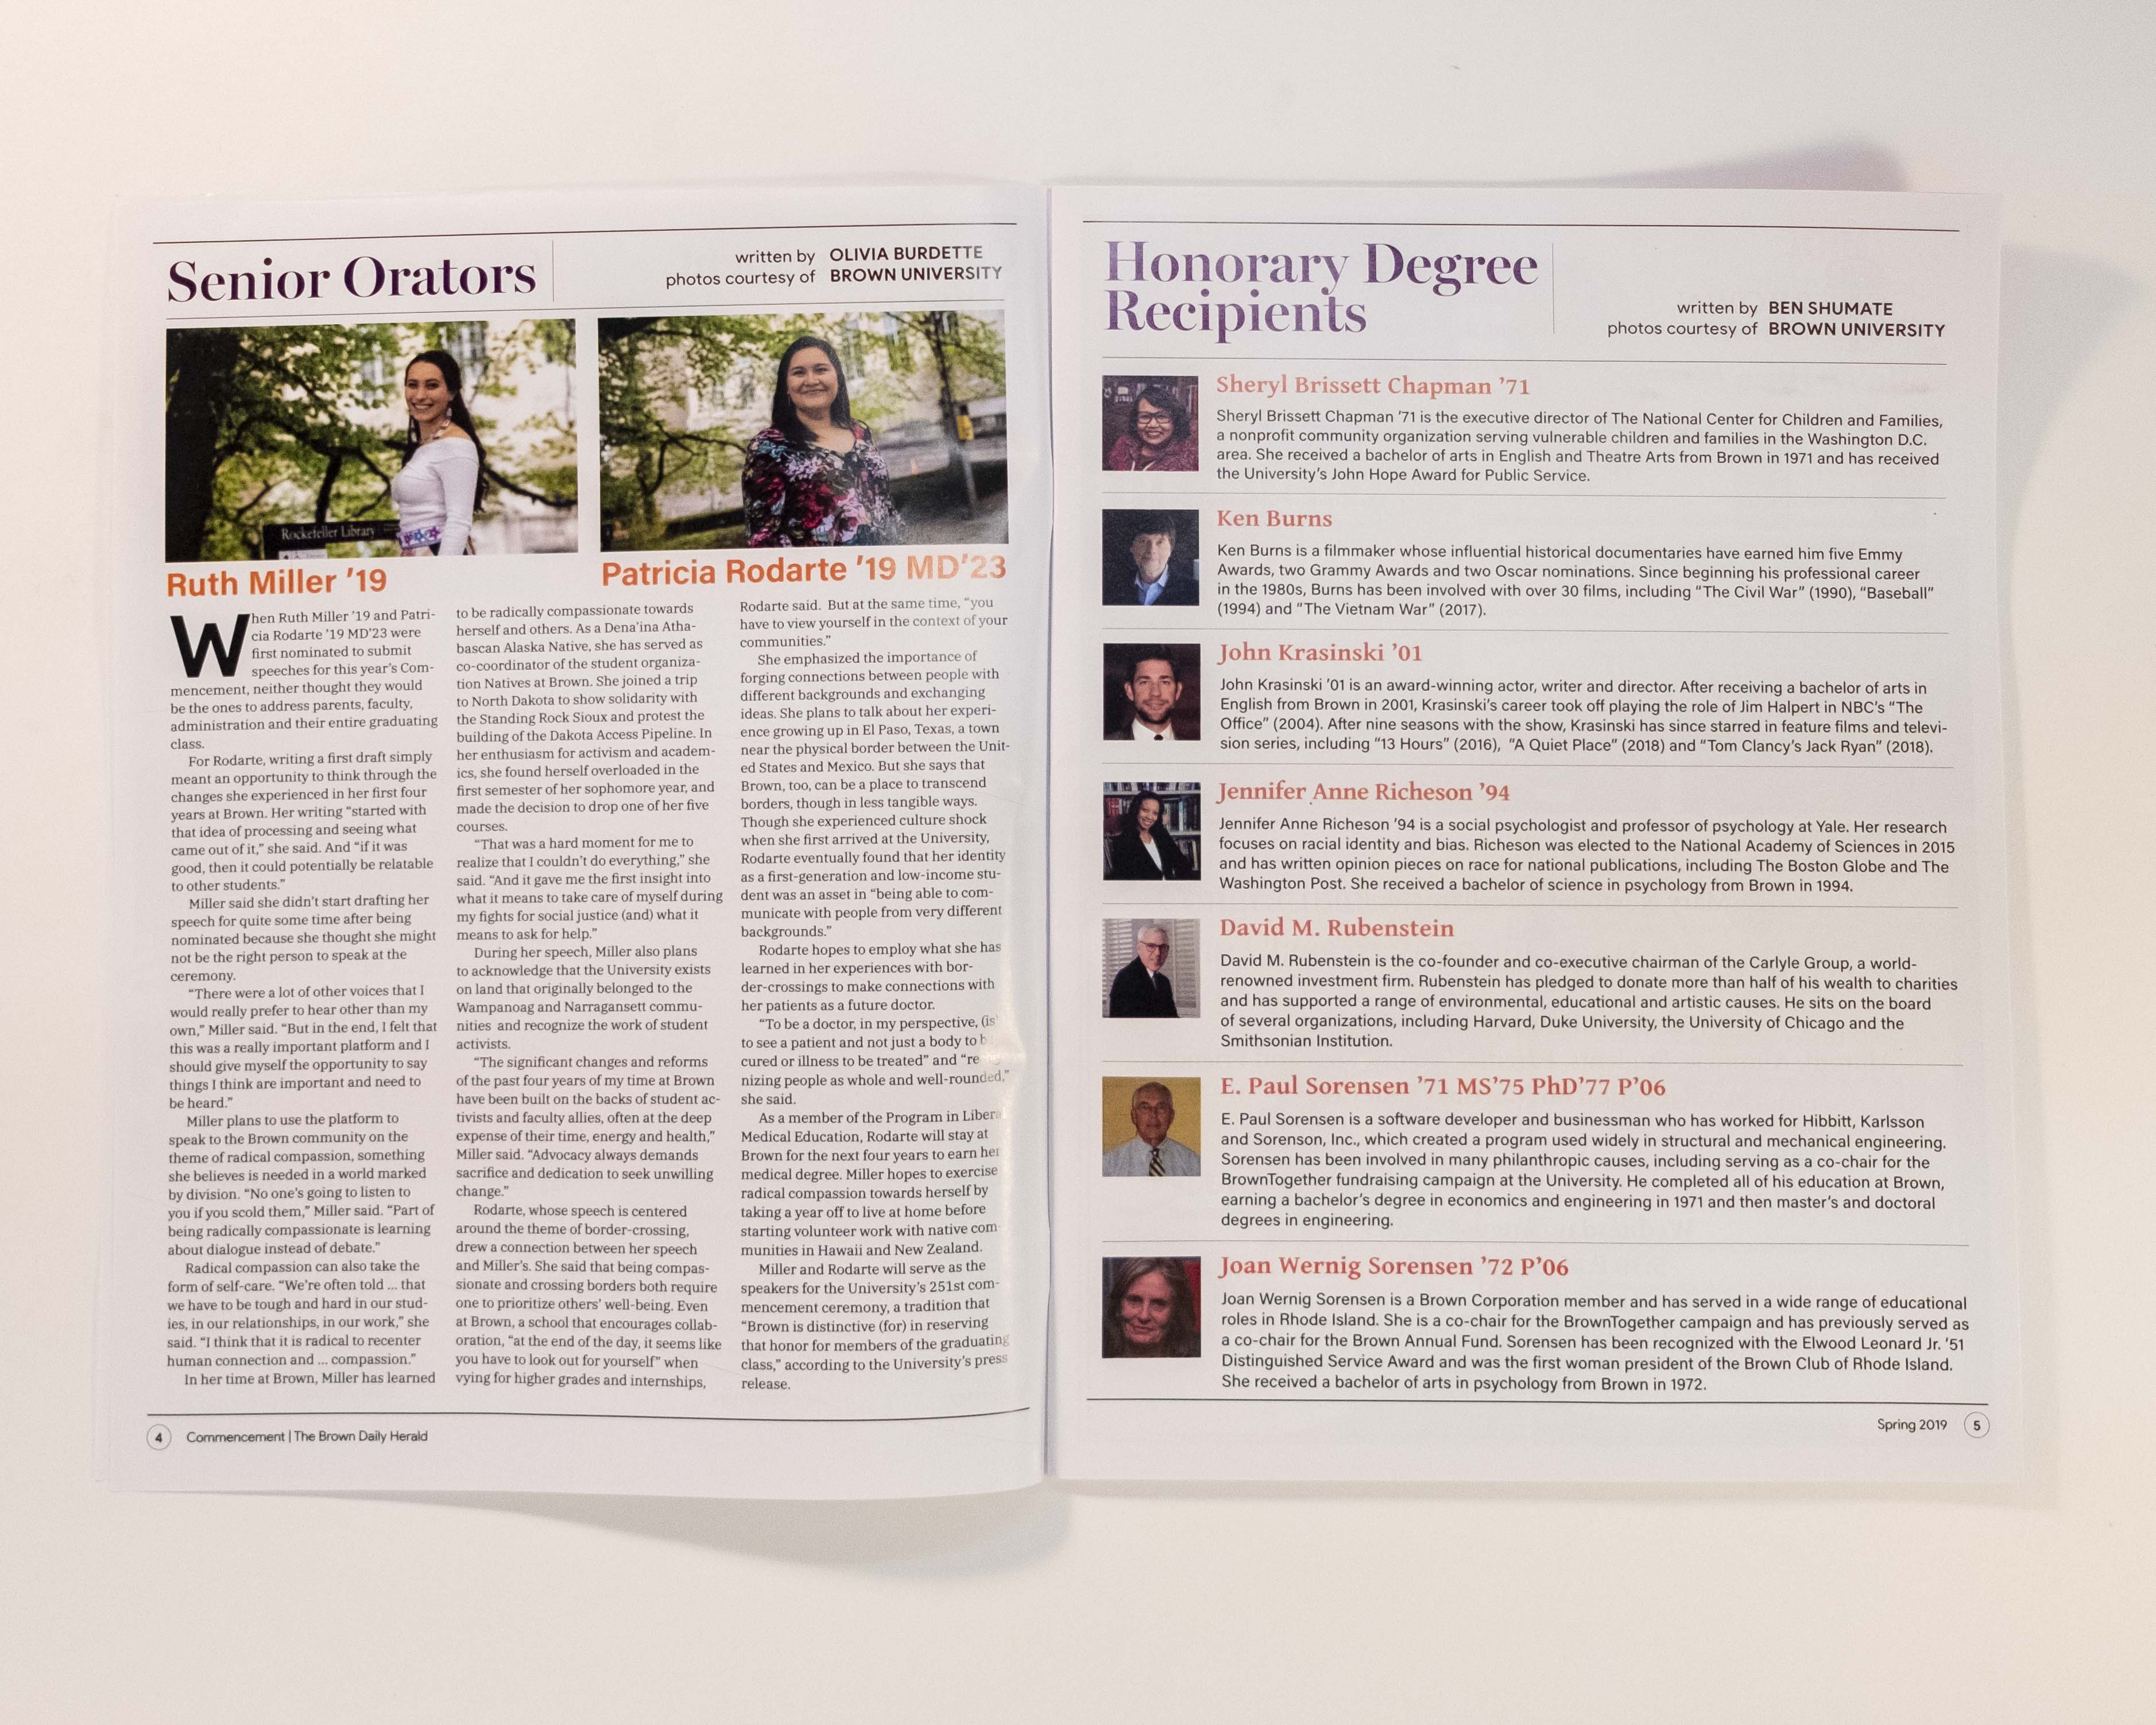 Senior Orators
written by OLIVIA BURDETTE
photos courtesy of BROWN UNIVERSITY
Rockefeller Library
Ruth Miller ’19
Patricia Rodarte ’19 MD’23
When Ruth Miller ’19 and Patri-
cia Rodarte ’19 MD’23 were
first nominated to submit
speeches for this year’s Com-
mencement, neither thought they would
be the ones to address parents, faculty,
administration and their entire graduating
class.
For Rodarte, writing a first draft simply
meant an opportunity to think through the
changes she experienced in her first four
years at Brown. Her writing “started with
that idea of processing and seeing what
came out of it,” she said. And “if it was
good, then it could potentially be relatable
to other students.”
Miller said she didn’t start drafting her
speech for quite some time after being
nominated because she thought she might
not be the right person to speak at the
ceremony.
“There were a lot of other voices that I
would really prefer to hear other than my
own,” Miller said. “But in the end, I felt that
this was a really important platform and I
should give myself the opportunity to say
things I think are important and need to
be heard.”
Miller plans to use the platform to
speak to the Brown community on the
theme of radical compassion, something
she believes is needed in a world marked
by division. “No one’s going to listen to
you if you scold them,” Miller said. “Part of
being radically compassionate is learning
about dialogue instead of debate.”
Radical compassion can also take the
form of self-care. “We’re often told ... that
we have to be tough and hard in our stud-
ies, in our relationships, in our work,” she
said. “I think that it is radical to recenter
human connection and ... compassion.”
In her time at Brown, Miller has learned
to be radically compassionate towards
herself and others. As a Dena’ina Atha-
bascan Alaska Native, she has served as
co-coordinator of the student organiza-
tion Natives at Brown. She joined a trip
to North Dakota to show solidarity with
the Standing Rock Sioux and protest the
building of the Dakota Access Pipeline. In
her enthusiasm for activism and academ-
ics, she found herself overloaded in the
first semester of her sophomore year, and
made the decision to drop one of her five
courses.
“That was a hard moment for me to
realize that I couldn’t do everything,” she
said. “And it gave me the first insight into
what it means to take care of myself during
my fights for social justice (and) what it
means to ask for help.”
During her speech, Miller also plans
to acknowledge that the University exists
on land that originally belonged to the
Wampanoag and Narragansett commu-
nities and recognize the work of student
activists.
“The significant changes and reforms
of the past four years of my time at Brown
have been built on the backs of student ac-
tivists and faculty allies, often at the deep
expense of their time, energy and health,”
Miller said. “Advocacy always demands
sacrifice and dedication to seek unwilling
change.”
Rodarte, whose speech is centered
around the theme of border-crossing,
drew a connection between her speech
and Miller’s. She said that being compas-
sionate and crossing borders both require
one to prioritize others’ well-being. Even
at Brown, a school that encourages collab-
oration, “at the end of the day, it seems like
you have to look out for yourself” when
vying for higher grades and internships,
Rodarte said. But at the same time, “you
have to view yourself in the context of your
communities.”
She emphasized the importance of
forging connections between people with
different backgrounds and exchanging
ideas. She plans to talk about her experi-
ence growing up in El Paso, Texas, a town
near the physical border between the Unit-
ed States and Mexico. But she says that
Brown, too, can be a place to transcend
borders, though in less tangible ways.
Though she experienced culture shock
when she first arrived at the University,
Rodarte eventually found that her identity
as a first-generation and low-income stu-
dent was an asset in “being able to com-
municate with people from very different
backgrounds.”
Rodarte hopes to employ what she has
learned in her experiences with bor-
der-crossings to make connections with
her patients as a future doctor.
“To be a doctor, in my perspective, (is)
to see a patient and not just a body to
cured or illness to be treated” and
nizing people as whole and well-rounded,”
she said.
As a member of the Program in Liberal
Medical Education, Rodarte will stay at
Brown for the next four years to earn her
medical degree. Miller hopes to exercise
radical compassion towards herself by
taking a year off to live at home before
starting volunteer work with native com-
munities in Hawaii and New Zealand.
Miller and Rodarte will serve as the
speakers for the University’s 251st com-
mencement ceremony, a tradition that
“Brown is distinctive (for) in reserving
that honor for members of the graduating
class,” according to the University’s press
release.
4 Commencement | The Brown Daily Herald
Honorary Degree
Recipients
written by BEN SHUMATE
photos courtesy of BROWN UNIVERSITY
Sheryl Brissett Chapman ’71
Sheryl Brissett Chapman ’71 is the executive director of The National Center for Children and Families,
a nonprofit community organization serving vulnerable children and families in the Washington D.C.
area. She received a bachelor of arts in English and Theatre Arts from Brown in 1971 and has received
the University’s John Hope Award for Public Service.
Ken Burns
Ken Burns is a filmmaker whose influential historical documentaries have earned him five Emmy
Awards, two Grammy Awards and two Oscar nominations. Since beginning his professional career
in the 1980s, Burns has been involved with over 30 films, including “The Civil War” (1990), “Baseball”
(1994) and “The Vietnam War” (2017).
John Krasinski ’01
John Krasinski ’01 is an award-winning actor, writer and director. After receiving a bachelor of arts in
English from Brown in 2001, Krasinski’s career took off playing the role of Jim Halpert in NBC’s “The
Office” (2004). After nine seasons with the show, Krasinski has since starred in feature films and televi-
sion series, including “13 Hours” (2016), “A Quiet Place” (2018) and “Tom Clancy’s Jack Ryan” (2018).
Jennifer Anne Richeson ’94
Jennifer Anne Richeson ’94 is a social psychologist and professor of psychology at Yale. Her research
focuses on racial identity and bias. Richeson was elected to the National Academy of Sciences in 2015
and has written opinion pieces on race for national publications, including The Boston Globe and The
Washington Post. She received a bachelor of science in psychology from Brown in 1994.
David M. Rubenstein
David M. Rubenstein is the co-founder and co-executive chairman of the Carlyle Group, a world-
renowned investment firm. Rubenstein has pledged to donate more than half of his wealth to charities
and has supported a range of environmental, educational and artistic causes. He sits on the board
of several organizations, including Harvard, Duke University, the University of Chicago and the
Smithsonian Institution.
E. Paul Sorensen ’71 MS’75 PhD’77 P’06
E. Paul Sorensen is a software developer and businessman who has worked for Hibbitt, Karlsson
and Sorenson, Inc., which created a program used widely in structural and mechanical engineering.
Sorensen has been involved in many philanthropic causes, including serving as a co-chair for the
BrownTogether fundraising campaign at the University. He completed all of his education at Brown,
earning a bachelor’s degree in economics and engineering in 1971 and then master’s and doctoral
degrees in engineering.
Joan Wernig Sorensen ’72 P’06
Joan Wernig Sorensen is a Brown Corporation member and has served in a wide range of educational
roles in Rhode Island. She is a co-chair for the BrownTogether campaign and has previously served as
a co-chair for the Brown Annual Fund. Sorensen has been recognized with the Elwood Leonard Jr. ’51
Distinguished Service Award and was the first woman president of the Brown Club of Rhode Island.
She received a bachelor of arts in psychology from Brown in 1972.
Spring 2019 5